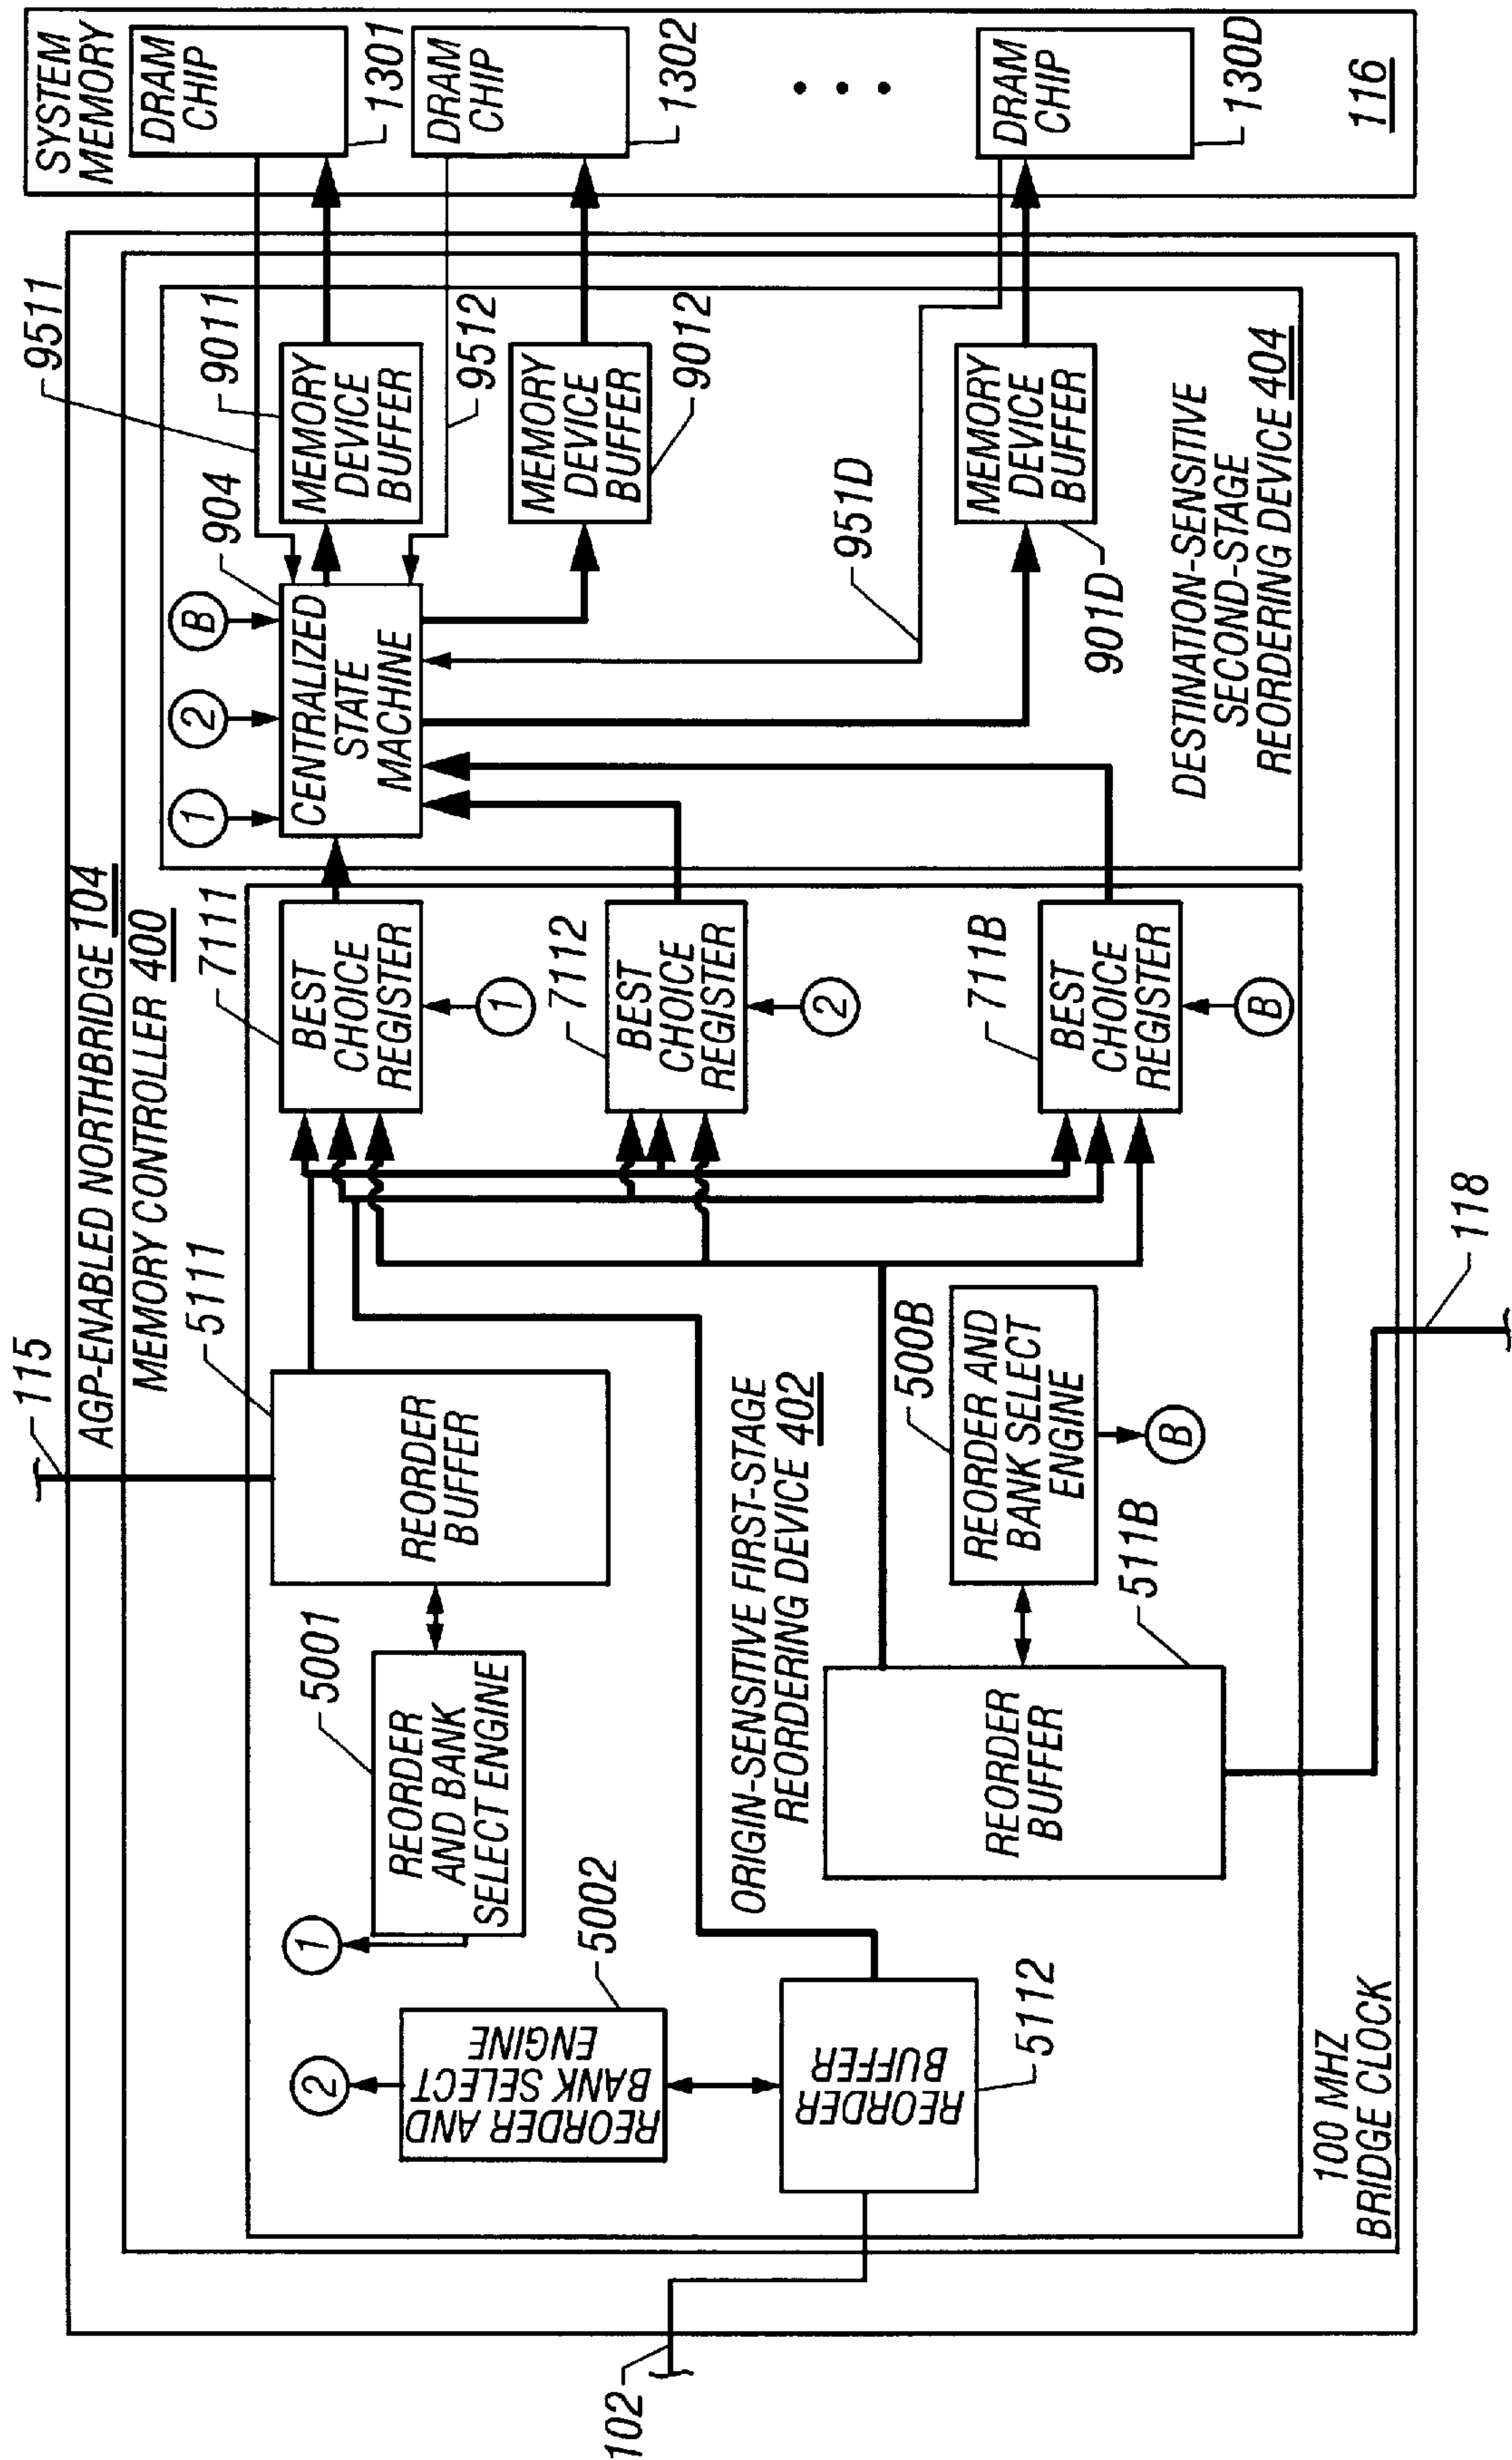 115
AGP-ENABLED NORTHBRIDGE 104
MEMORY CONTROLLER 400
SYSTEM
MEMORY
DRAM
CHIP
1301
DRAM
CHIP
1302
DRAM
CHIP
130D
116
9511
9011
MEMORY
DEVICE
BUFFER
9512
MEMORY
DEVICE
BUFFER
9012
951D
MEMORY
DEVICE
BUFFER
901D
904
1
2
B
CENTRALIZED
STATE
MACHINE
DESTINATION-SENSITIVE
SECOND-STAGE
REORDERING DEVICE 404
7111
BEST
CHOICE
REGISTER
1
7112
BEST
CHOICE
REGISTER
2
711B
BEST
CHOICE
REGISTER
B
5111
REORDER
BUFFER
5001
REORDER
AND BANK
SELECT ENGINE
1
5002
REORDER AND
BANK SELECT
ENGINE
2
REORDER
BUFFER
5112
ORIGIN-SENSITIVE FIRST-STAGE
REORDERING DEVICE 402
500B
REORDER AND
BANK SELECT
ENGINE
B
511B
REORDER
BUFFER
118
102
100 MHZ
BRIDGE CLOCK